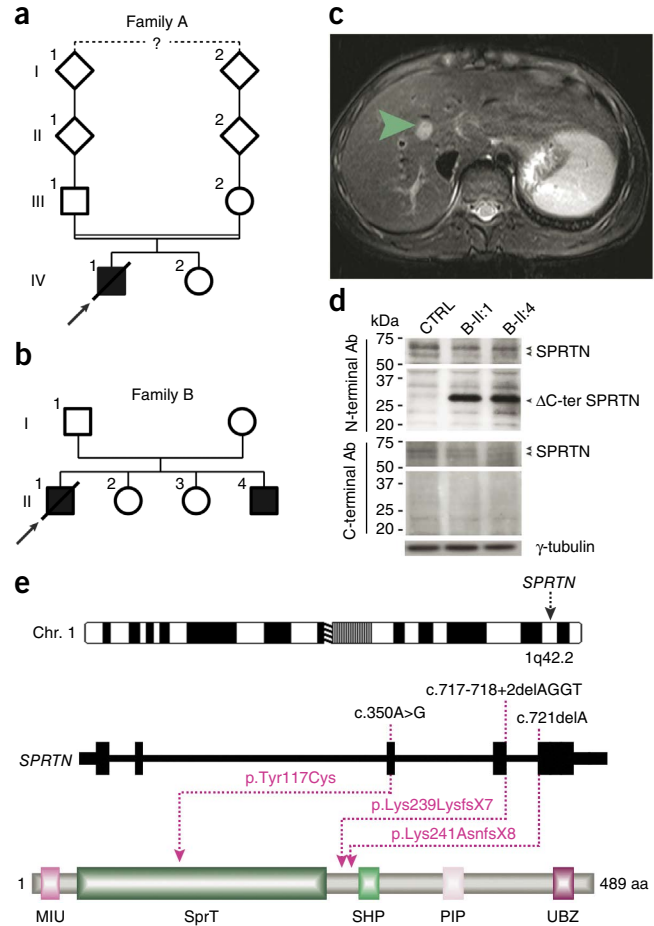 a
Family A
?
1
2
I
1
2
II
1
2
III
1
2
IV
b
Family B
1
I
1
2
3
4
II
c
d
kDa
CTRL
B-II:1
B-II:4
N-terminal Ab
75
50
SPRTN
37
25
20
ΔC-ter SPRTN
C-terminal Ab
75
50
SPRTN
37
25
20
γ-tubulin
e
SPRTN
Chr. 1
1q42.2
c.717-718+2delAGGT
c.350A>G
c.721delA
SPRTN
p.Tyr117Cys
p.Lys239LysfsX7
p.Lys241AsnfsX8
1
489 aa
MIU
SprT
SHP
PIP
UBZ